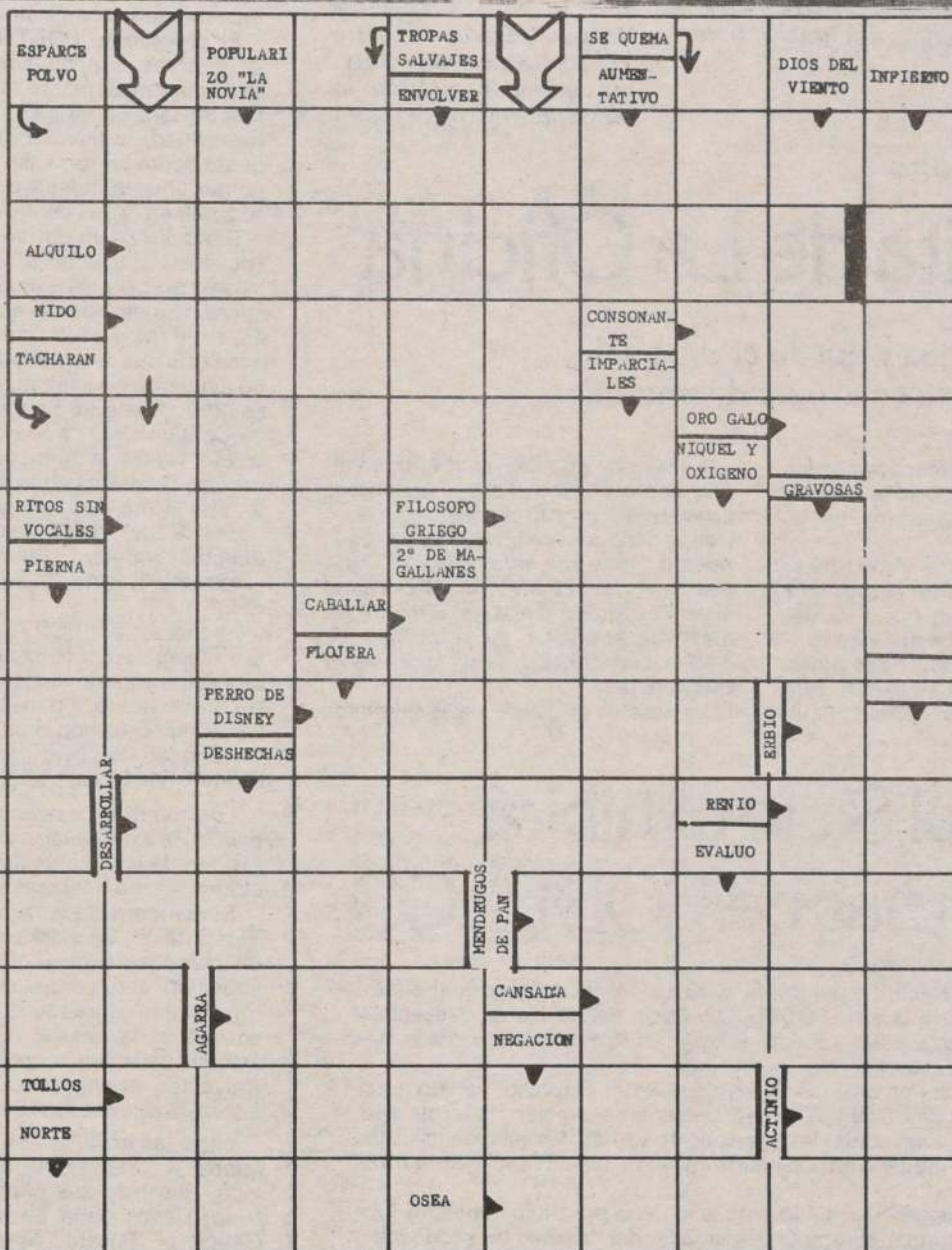 ESPARCE
POLVO
POPULARI
ZO "LA
NOVIA"
TROPAS
SALVAJES
ENVOLVER
SE QUEMA
AUMEN-
TATIVO
DIOS DEL
VIENTO
INFIERNO
ALQUILO
NIDO
TACHARAN
CONSONAN-
TE
IMPARCIA-
LES
ORO GALO
NIQUEL Y
OXIGENO
GRAVOSAS
RITOS SIN
VOCALES
PIERNA
FILOSOFO
GRIEGO
2º DE MA-
GALLANES
CABALLAR
FLOJERA
PERRO DE
DISNEY
DESHECHAS
ERBIO
DESARROLLAR
RENIO
EVALUO
MENDRUGOS
DE PAN
AGARRA
CANSADA
NEGACION
TOLLOS
NORTE
ACTINIO
OSEA